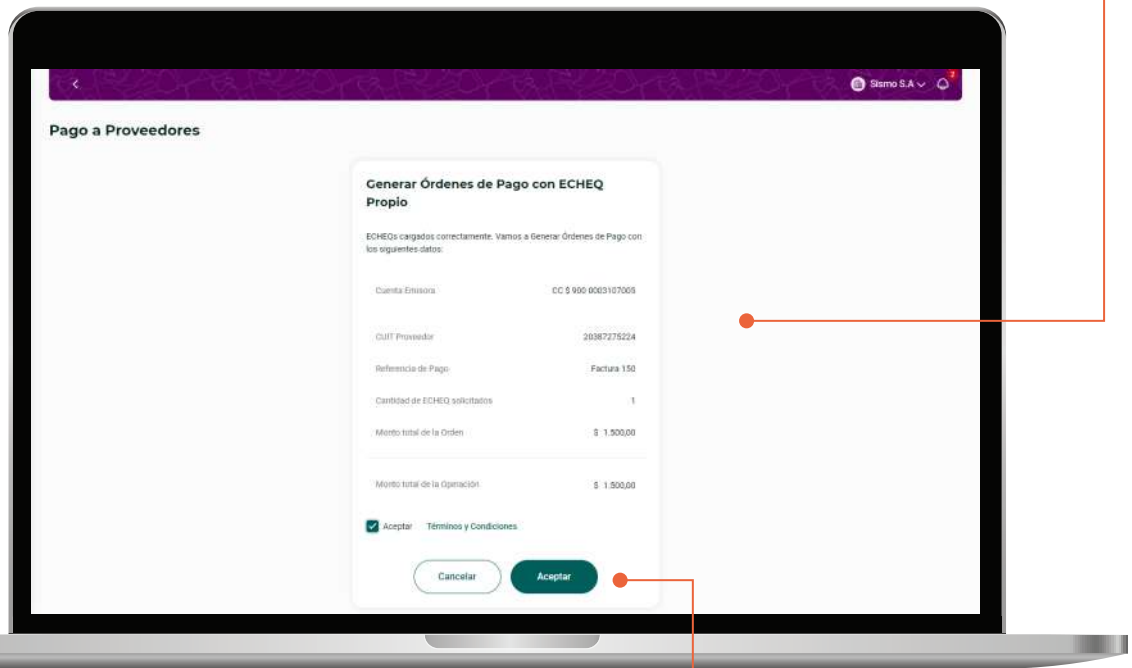 Sismo S.A
2
Pago a Proveedores
Generar Órdenes de Pago con ECHEQ
Propio
ECHEQs cargados correctamente. Vamos a Generar Órdenes de Pago con
los siguientes datos:
Cuenta Emisora CC $ 900 0003107005
CUIT Proveedor 20387275224
Referencia de Pago Factura 150
Cantidad de ECHEQ solicitados 1
Monto total de la Orden $ 1.500,00
Monto total de la Operación $ 1.500,00
Aceptar Términos y Condiciones
Cancelar Aceptar